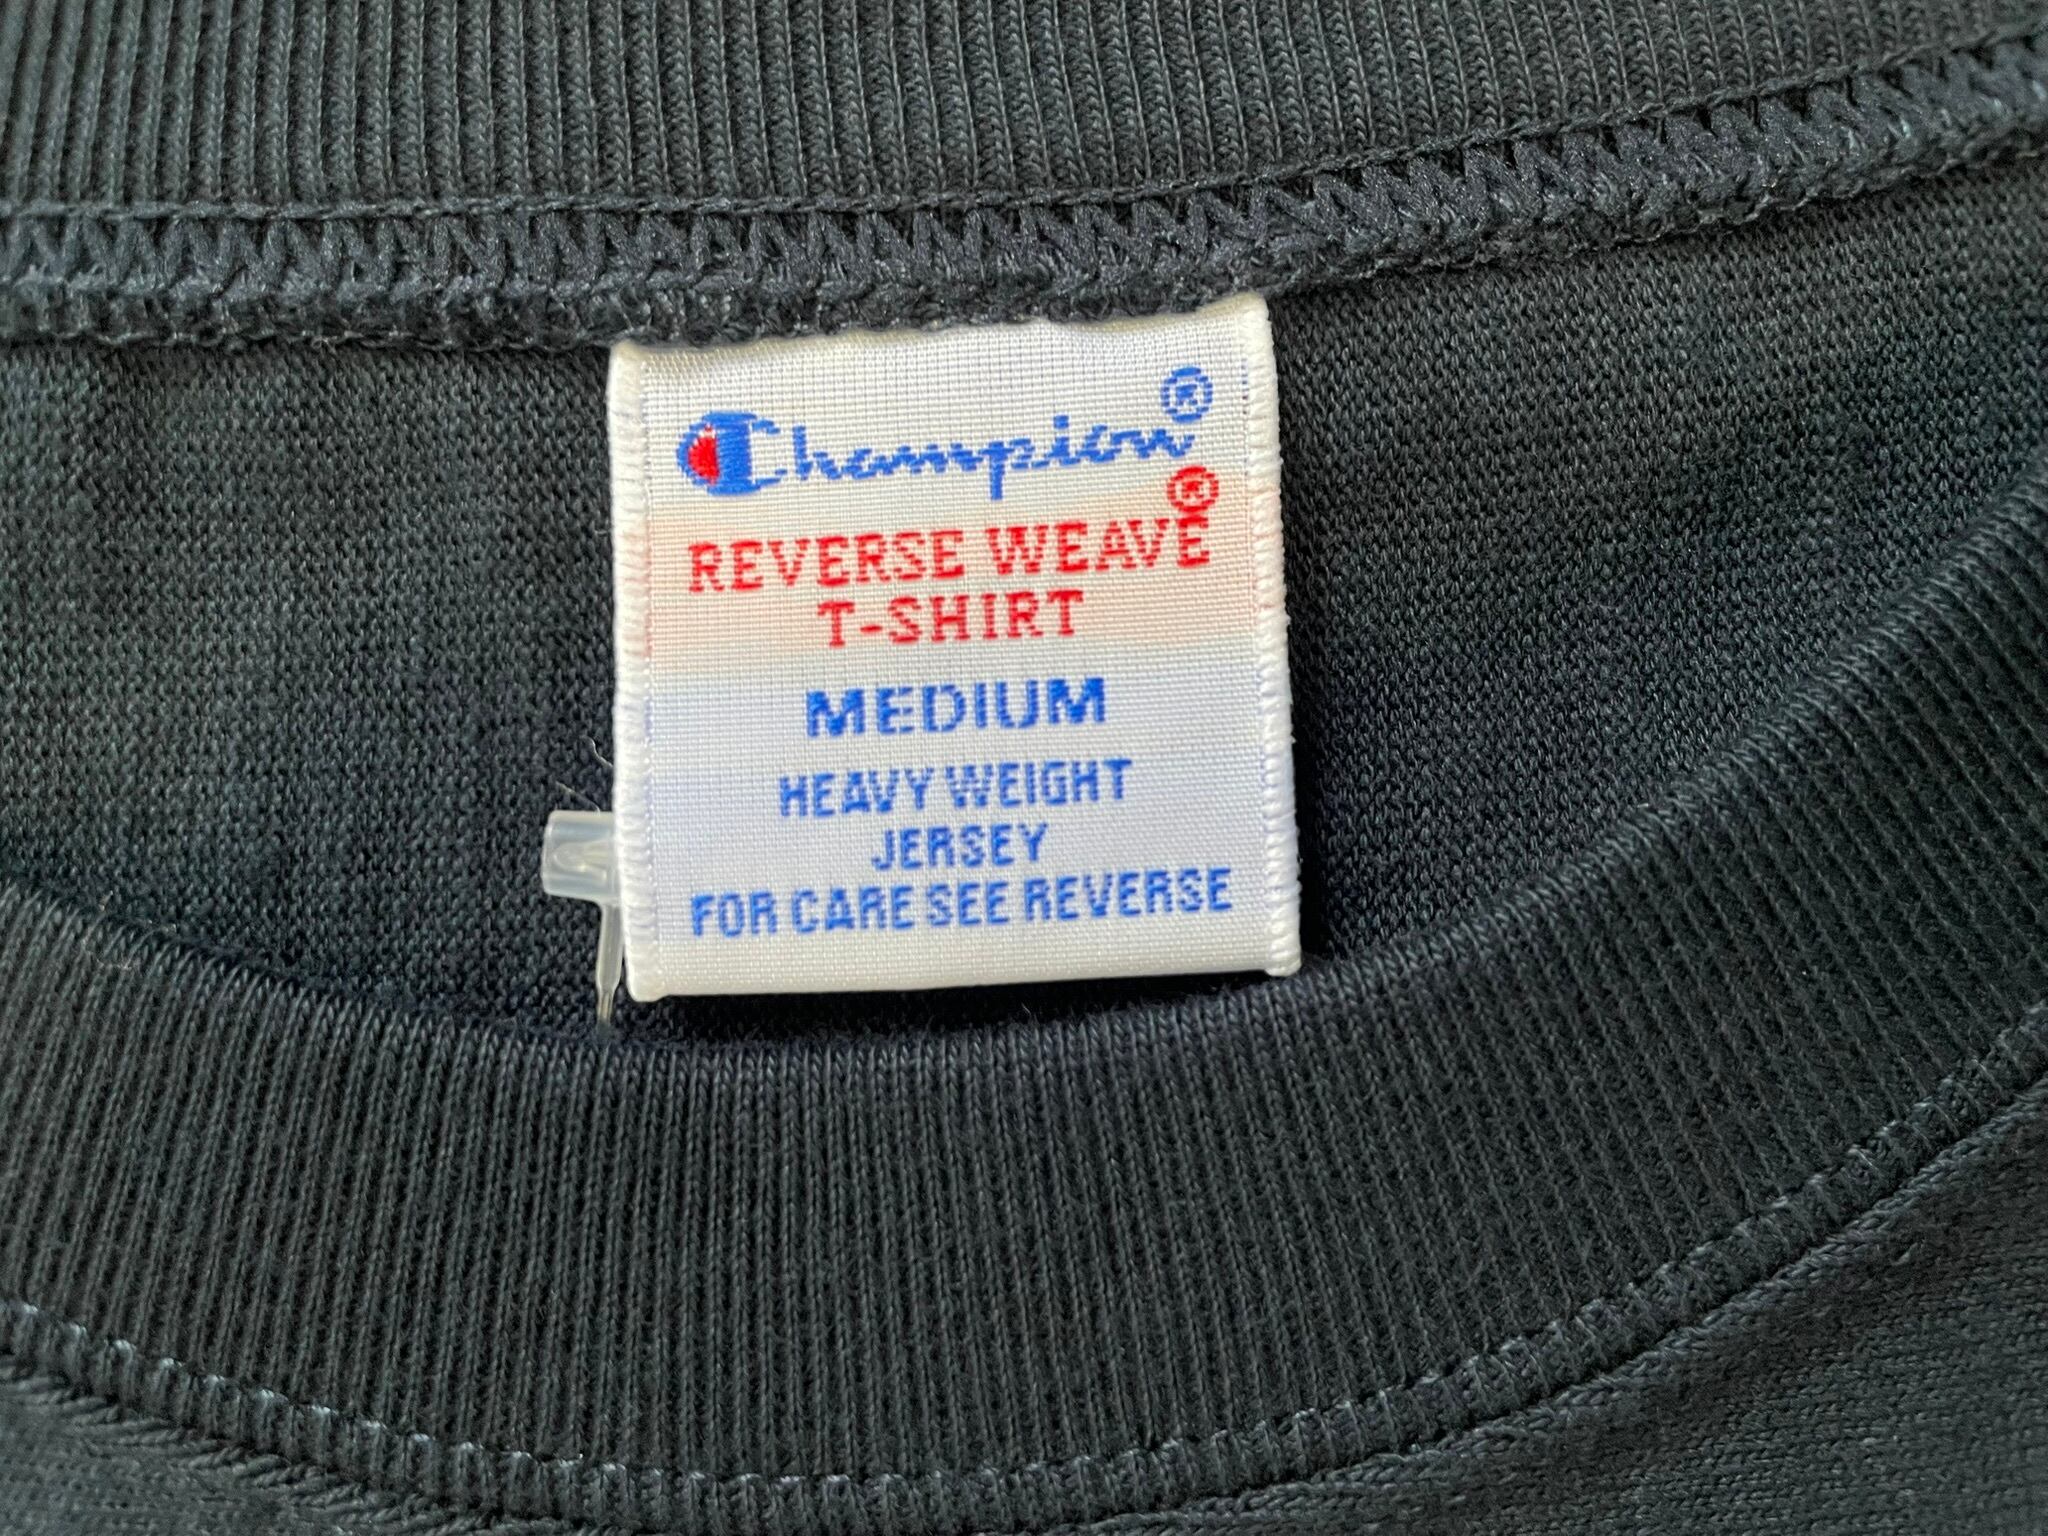 Champion®
REVERSE WEAVE®
T-SHIRT
MEDIUM
HEAVY WEIGHT
JERSEY
FOR CARE SEE REVERSE